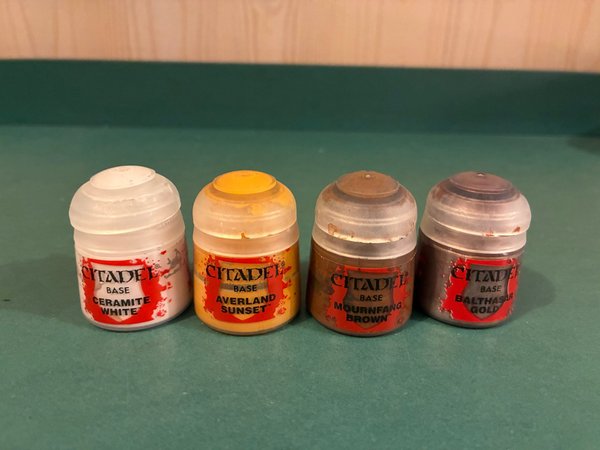 CITADEL
BASE
CERAMITE
WHITE
CITADEL
BASE
AVERLAND
SUNSET
CITADEL
BASE
MOURNFANG
BROWN
CITADEL
BASE
BALTHASAR
GOLD